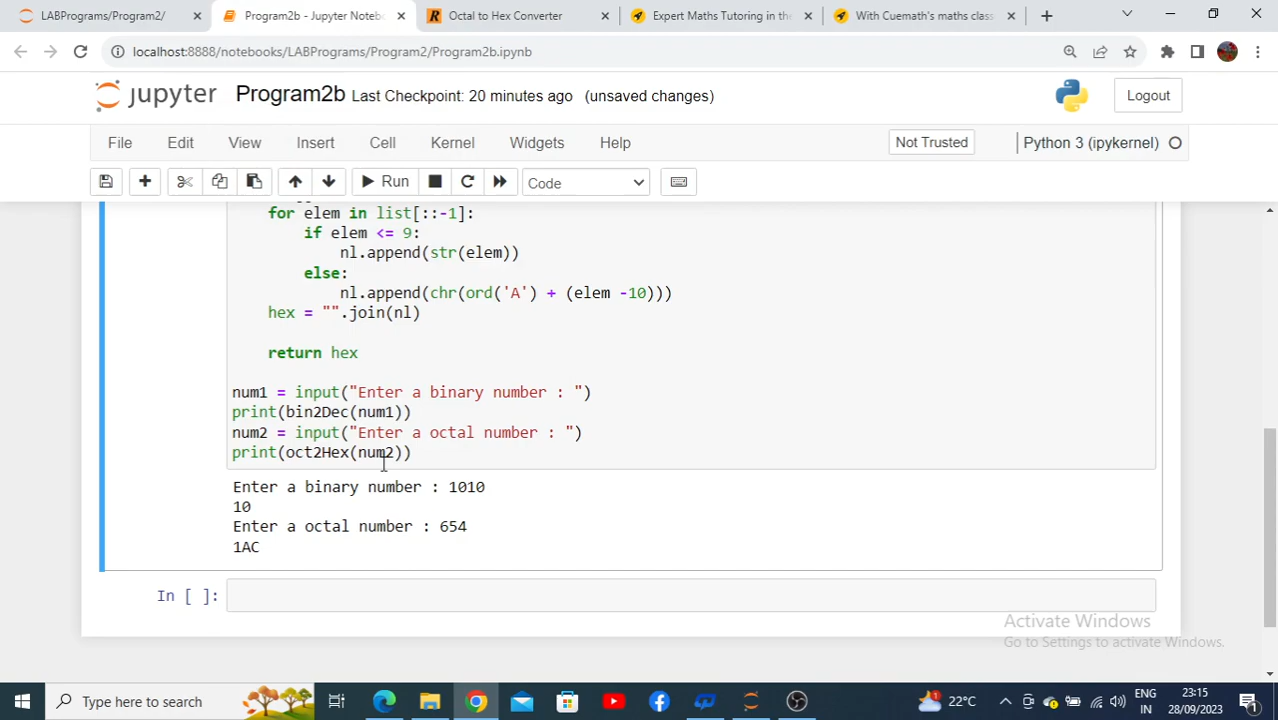 LABPrograms/Program2/
Program2b - Jupyter Notebo
Octal to Hex Converter
Expert Maths Tutoring in the
With Cuemath's maths class
localhost:8888/notebooks/LABPrograms/Program2/Program2b.ipynb
jupyter Program2b Last Checkpoint: 20 minutes ago (unsaved changes)
Logout
File Edit View Insert Cell Kernel Widgets Help
Not Trusted
Python 3 (ipykernel)
Run
Code
for elem in list[::-1]:
if elem <= 9:
nl.append(str(elem))
else:
nl.append(chr(ord('A') + (elem -10)))
hex = "".join(nl)
return hex
num1 = input("Enter a binary number : ")
print(bin2Dec(num1))
num2 = input("Enter a octal number : ")
print(oct2Hex(num2))
Enter a binary number : 1010
10
Enter a octal number : 654
1AC
In [ ]:
Activate Windows
Go to Settings to activate Windows.
Type here to search
1
22°C
ENG
IN
23:15
28/09/2023
1